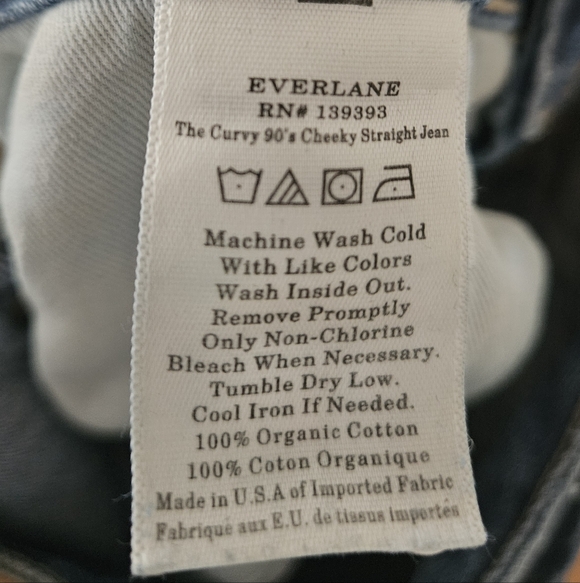 EVERLANE
RN# 139393
The Curvy 90's Cheeky Straight Jean
Machine Wash Cold
With Like Colors
Wash Inside Out.
Remove Promptly
Only Non-Chlorine
Bleach When Necessary.
Tumble Dry Low.
Cool Iron If Needed.
100% Organic Cotton
100% Coton Organique
Made in U.S.A of Imported Fabric
Fabriqué aux E.U. de tissus importés